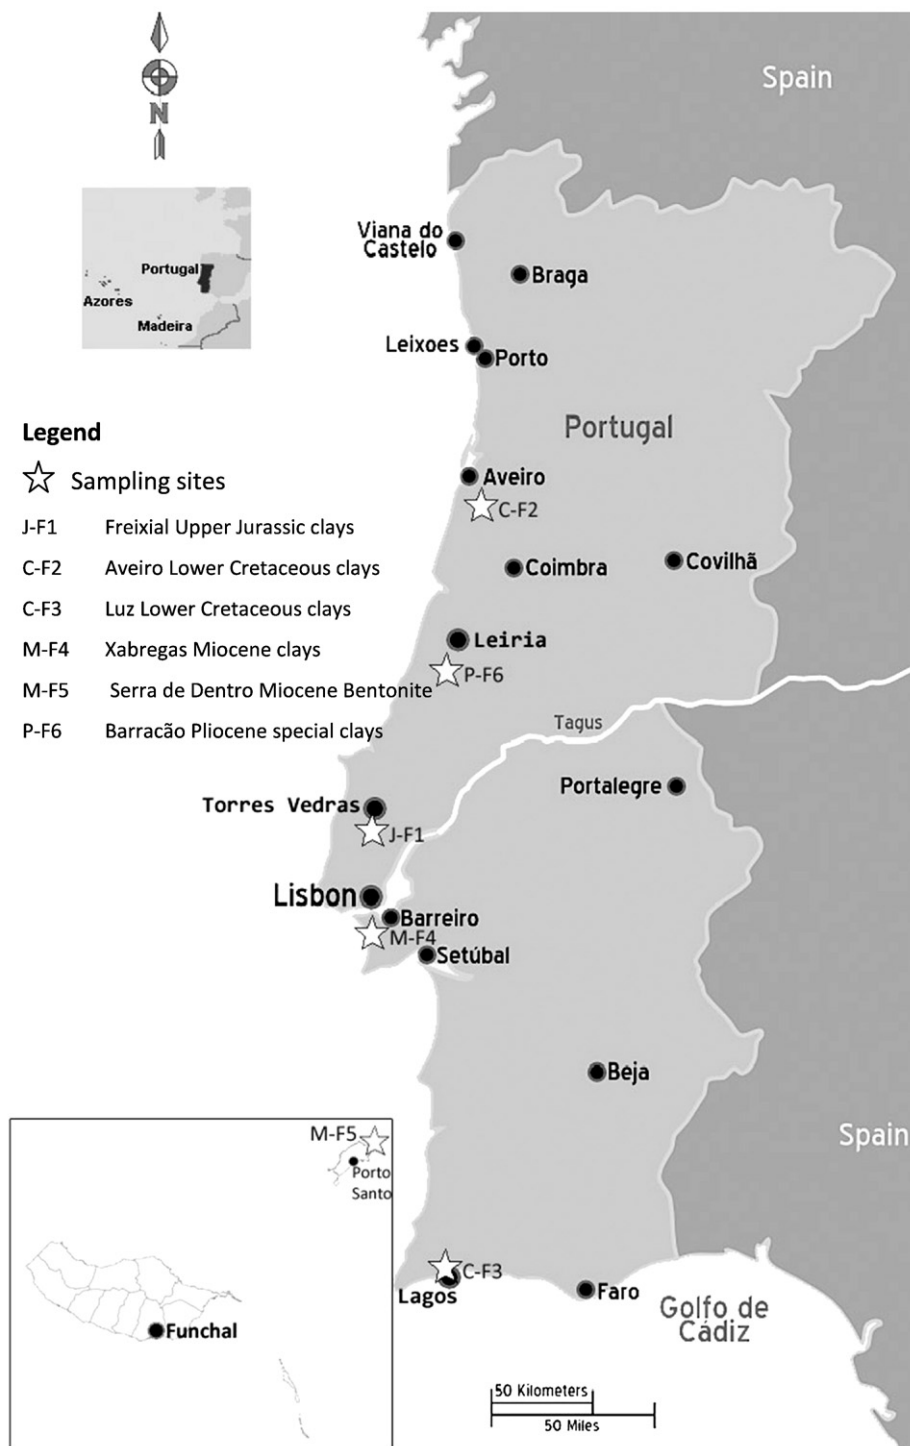 N
Spain
Viana do
Castelo
Braga
Portugal
Azores
Madeira
Leixoes
Porto
Legend
Portugal
Sampling sites
Aveiro
C-F2
J-F1 Freixial Upper Jurassic clays
C-F2 Aveiro Lower Cretaceous clays
Coimbra
Covilhã
C-F3 Luz Lower Cretaceous clays
M-F4 Xabregas Miocene clays
Leiria
P-F6
M-F5 Serra de Dentro Miocene Bentonite
P-F6 Barracão Pliocene special clays
Tagus
Portalegre
Torres Vedras
J-F1
Lisbon
Barreiro
M-F4
Setúbal
Beja
Spain
M-F5
Porto
Santo
C-F3
Lagos
Faro
Golfo de
Cádiz
Funchal
50 Kilometers
50 Miles